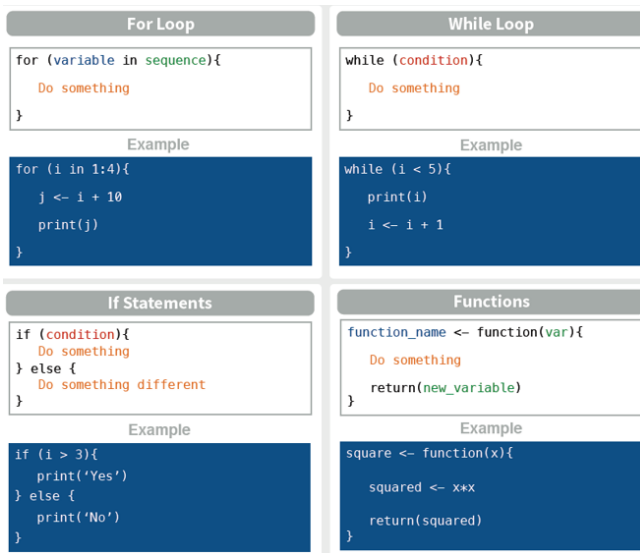 For Loop
for (variable in sequence){
Do something
}
Example
for (i in 1:4){
j <- i + 10
print(j)
}
While Loop
while (condition){
Do something
}
Example
while (i < 5){
print(i)
i <- i + 1
}
If Statements
if (condition){
Do something
} else {
Do something different
}
Example
if (i > 3){
print(‘Yes’)
} else {
print(‘No’)
}
Functions
function_name <- function(var){
Do something
return(new_variable)
}
Example
square <- function(x){
squared <- x*x
return(squared)
}